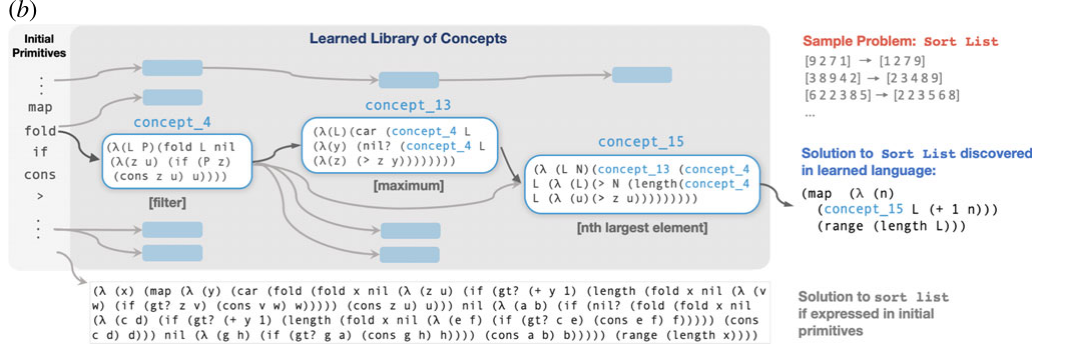 (b)
Initial
Primitives
Learned Library of Concepts
:
map
fold
if
cons
>
:
concept_4
(λ(L P)(fold L nil
(λ(z u) (if (P z)
(cons z u) u))))
[filter]
concept_13
(λ(L)(car (concept_4 L
(λ(y) (nil? (concept_4 L
(λ(z) (> z y))))))))
[maximum]
concept_15
(λ (L N)(concept_13 (concept_4
L (λ (L)(> N (length(concept_4
L (λ (u)(> z u)))))))))
[nth largest element]
Sample Problem: Sort List
[9 2 7 1] → [1 2 7 9]
[3 8 9 4 2] → [2 3 4 8 9]
[6 2 2 3 8 5] → [2 2 3 5 6 8]
...
Solution to Sort List discovered
in learned language:
(map (λ (n)
(concept_15 L (+ 1 n)))
(range (length L)))
(λ (x) (map (λ (y) (car (fold (fold x nil (λ (z u) (if (gt? (+ y 1) (length (fold x nil (λ (v
w) (if (gt? z v) (cons v w) w))))) (cons z u) u))) nil (λ (a b) (if (nil? (fold (fold x nil
(λ (c d) (if (gt? (+ y 1) (length (fold x nil (λ (e f) (if (gt? c e) (cons e f) f))))) (cons
c d) d))) nil (λ (g h) (if (gt? g a) (cons g h) h)))) (cons a b) b))))) (range (length x))))
Solution to sort list
if expressed in initial
primitives